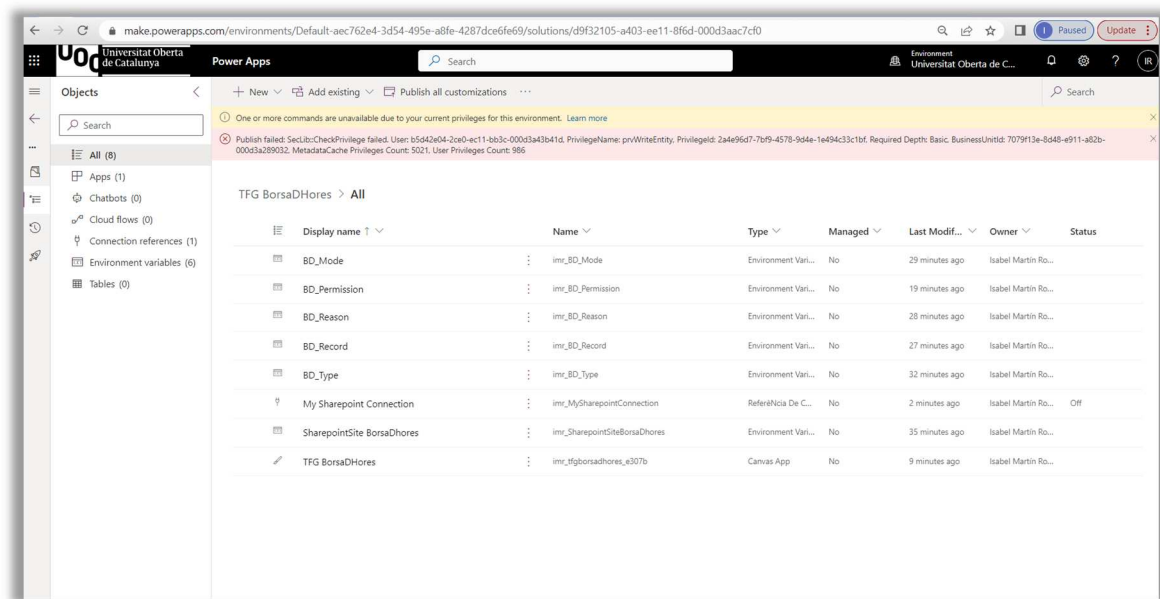 make.powerapps.com/environments/Default-aec762e4-3d54-495e-a8fe-4287dce6fe69/solutions/d9f32105-a403-ee11-8f6d-000d3aac7cf0
I Paused
Update
UOC Universitat Oberta de Catalunya
Power Apps
Search
Environment
Universitat Oberta de C...
?
IR
Objects
New
Add existing
Publish all customizations
...
Search
Search
One or more commands are unavailable due to your current privileges for this environment. Learn more
Publish failed: SecLib::CheckPrivilege failed. User: b5d42e04-2ce0-ec11-bb3c-000d3a43b41d, PrivilegeName: prvWriteEntity, PrivilegeId: 2a4e96d7-7bf9-4578-9d4e-1e494c33c1bf, Required Depth: Basic, BusinessUnitId: 7079f13e-8d48-e911-a82b-
000d3a289032, MetadataCache Privileges Count: 5021, User Privileges Count: 986
All (8)
Apps (1)
Chatbots (0)
Cloud flows (0)
Connection references (1)
Environment variables (6)
Tables (0)
TFG BorsaDHores > All
Display name ↑ Name Type Managed Last Modif... Owner Status
BD_Mode imr_BD_Mode Environment Vari... No 29 minutes ago Isabel Martín Ro...
BD_Permission imr_BD_Permission Environment Vari... No 19 minutes ago Isabel Martín Ro...
BD_Reason imr_BD_Reason Environment Vari... No 28 minutes ago Isabel Martín Ro...
BD_Record imr_BD_Record Environment Vari... No 27 minutes ago Isabel Martín Ro...
BD_Type imr_BD_Type Environment Vari... No 32 minutes ago Isabel Martín Ro...
My Sharepoint Connection imr_MySharepointConnection ReferèNcia De C... No 2 minutes ago Isabel Martín Ro... Off
SharepointSite BorsaDhores imr_SharepointSiteBorsaDhores Environment Vari... No 35 minutes ago Isabel Martín Ro...
TFG BorsaDHores imr_tfgborsadhores_e307b Canvas App No 9 minutes ago Isabel Martín Ro...